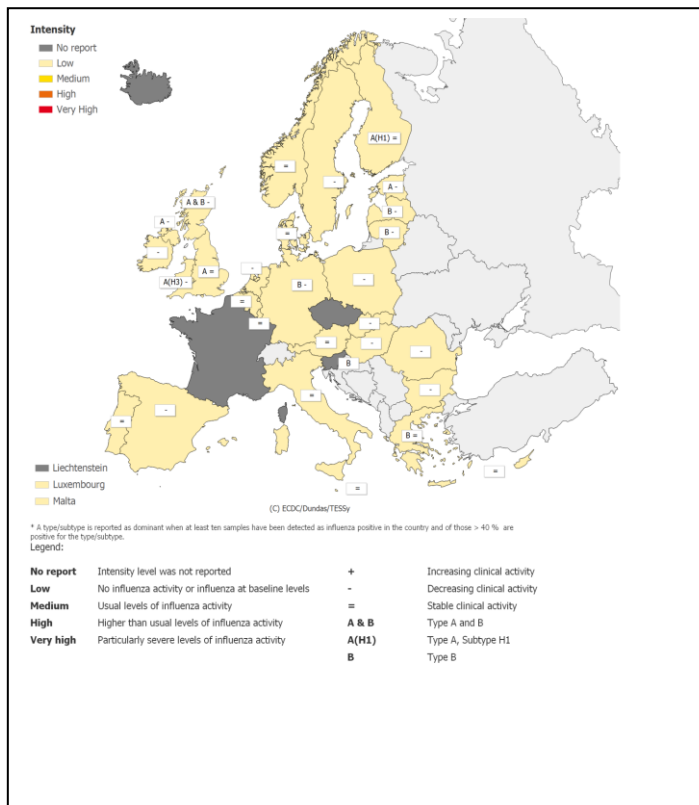 Intensity
No report
Low
Medium
High
Very High
A(H1) =
=
-
A & B -
A -
A -
B -
=
B -
-
A =
-
B -
-
A(H3) -
=
=
-
-
=
B
-
=
-
-
=
B =
=
=
Liechtenstein
Luxembourg
Malta
(C) ECDC/Dundas/TESSy
* A type/subtype is reported as dominant when at least ten samples have been detected as influenza positive in the country and of those > 40 % are
positive for the type/subtype.
Legend:
No report Intensity level was not reported + Increasing clinical activity
Low No influenza activity or influenza at baseline levels - Decreasing clinical activity
Medium Usual levels of influenza activity = Stable clinical activity
High Higher than usual levels of influenza activity A & B Type A and B
Very high Particularly severe levels of influenza activity A(H1) Type A, Subtype H1
B Type B